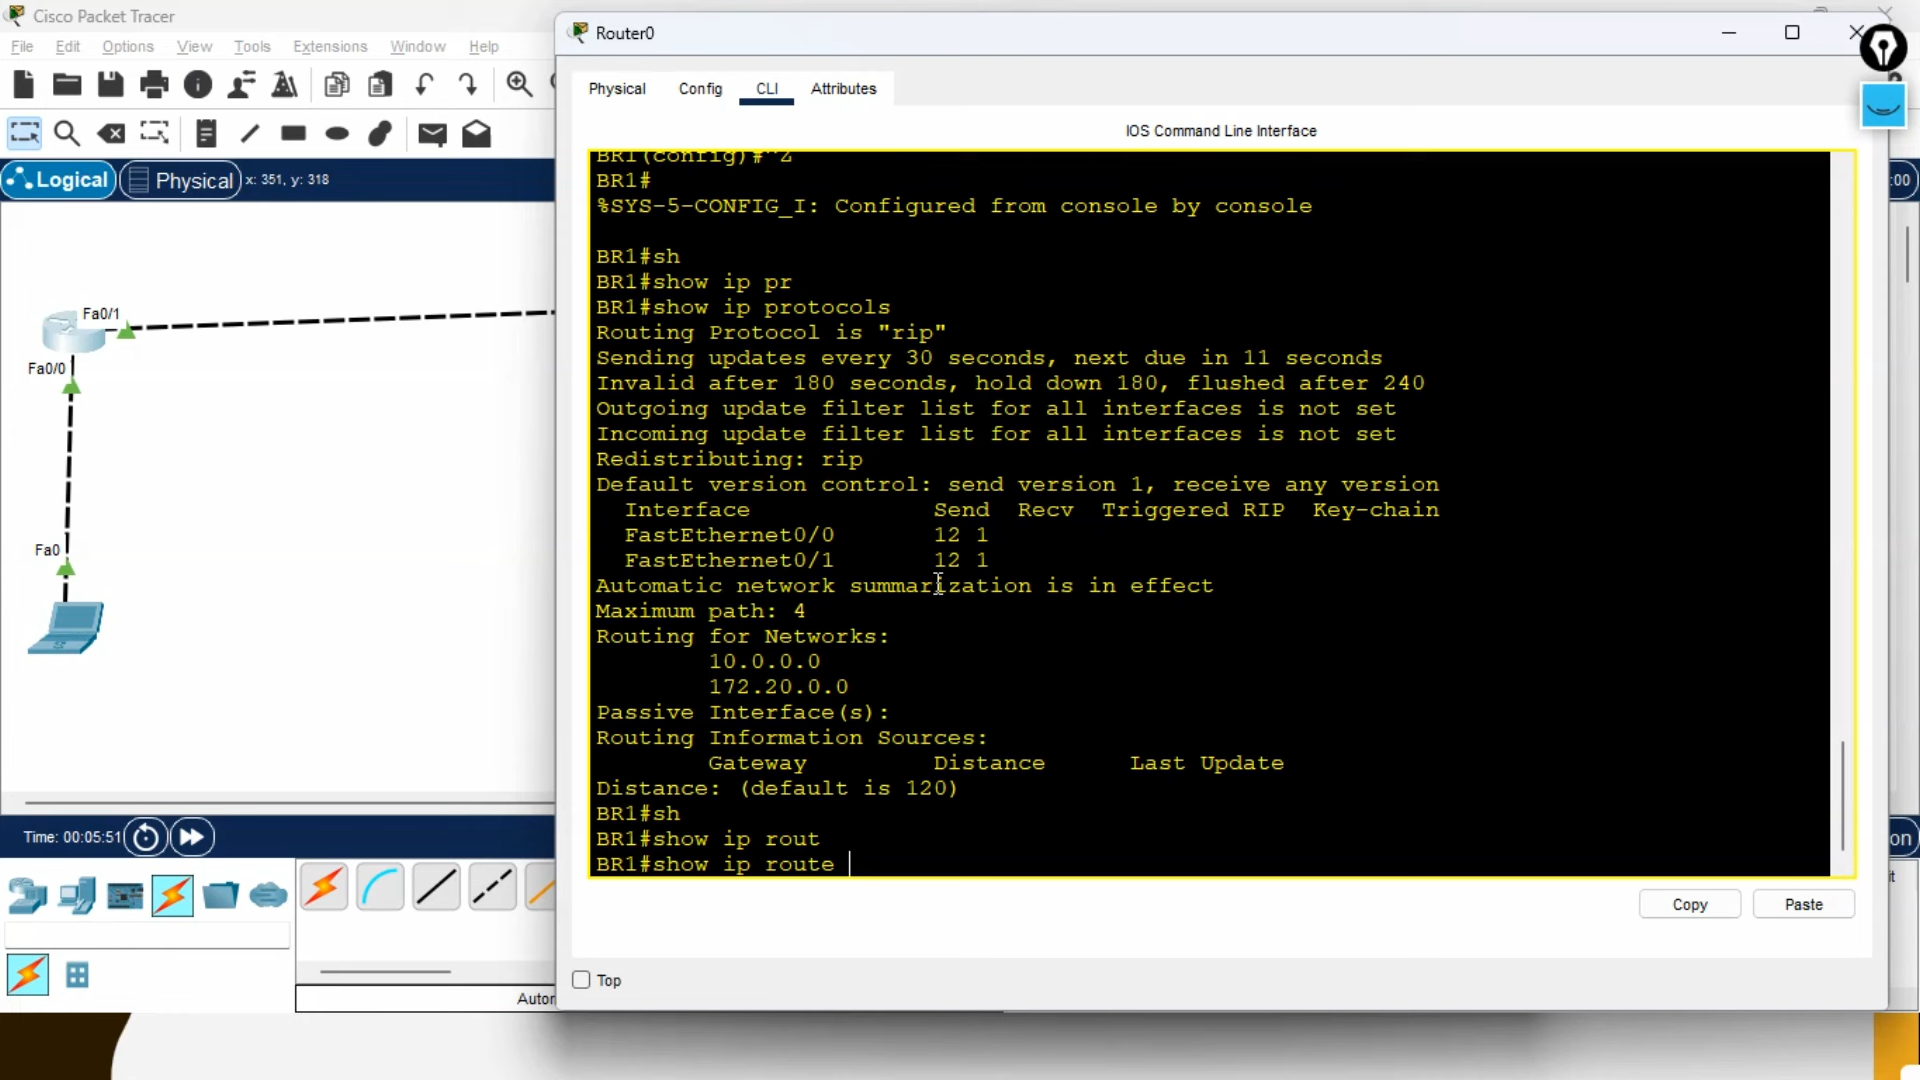 Cisco Packet Tracer
File Edit Options View Tools Extensions Window Help
Logical Physical x: 351, y: 318
Fa0/1
Fa0/0
Fa0
Time: 00:05:51
Router0
Physical Config CLI Attributes
IOS Command Line Interface
BR1(config)#^Z
BR1#
%SYS-5-CONFIG_I: Configured from console by console
BR1#sh
BR1#show ip pr
BR1#show ip protocols
Routing Protocol is "rip"
Sending updates every 30 seconds, next due in 11 seconds
Invalid after 180 seconds, hold down 180, flushed after 240
Outgoing update filter list for all interfaces is not set
Incoming update filter list for all interfaces is not set
Redistributing: rip
Default version control: send version 1, receive any version
Interface Send Recv Triggered RIP Key-chain
FastEthernet0/0 12 1
FastEthernet0/1 12 1
Automatic network summarization is in effect
Maximum path: 4
Routing for Networks:
10.0.0.0
172.20.0.0
Passive Interface(s):
Routing Information Sources:
Gateway Distance Last Update
Distance: (default is 120)
BR1#sh
BR1#show ip rout
BR1#show ip route
Copy Paste
Top
:00